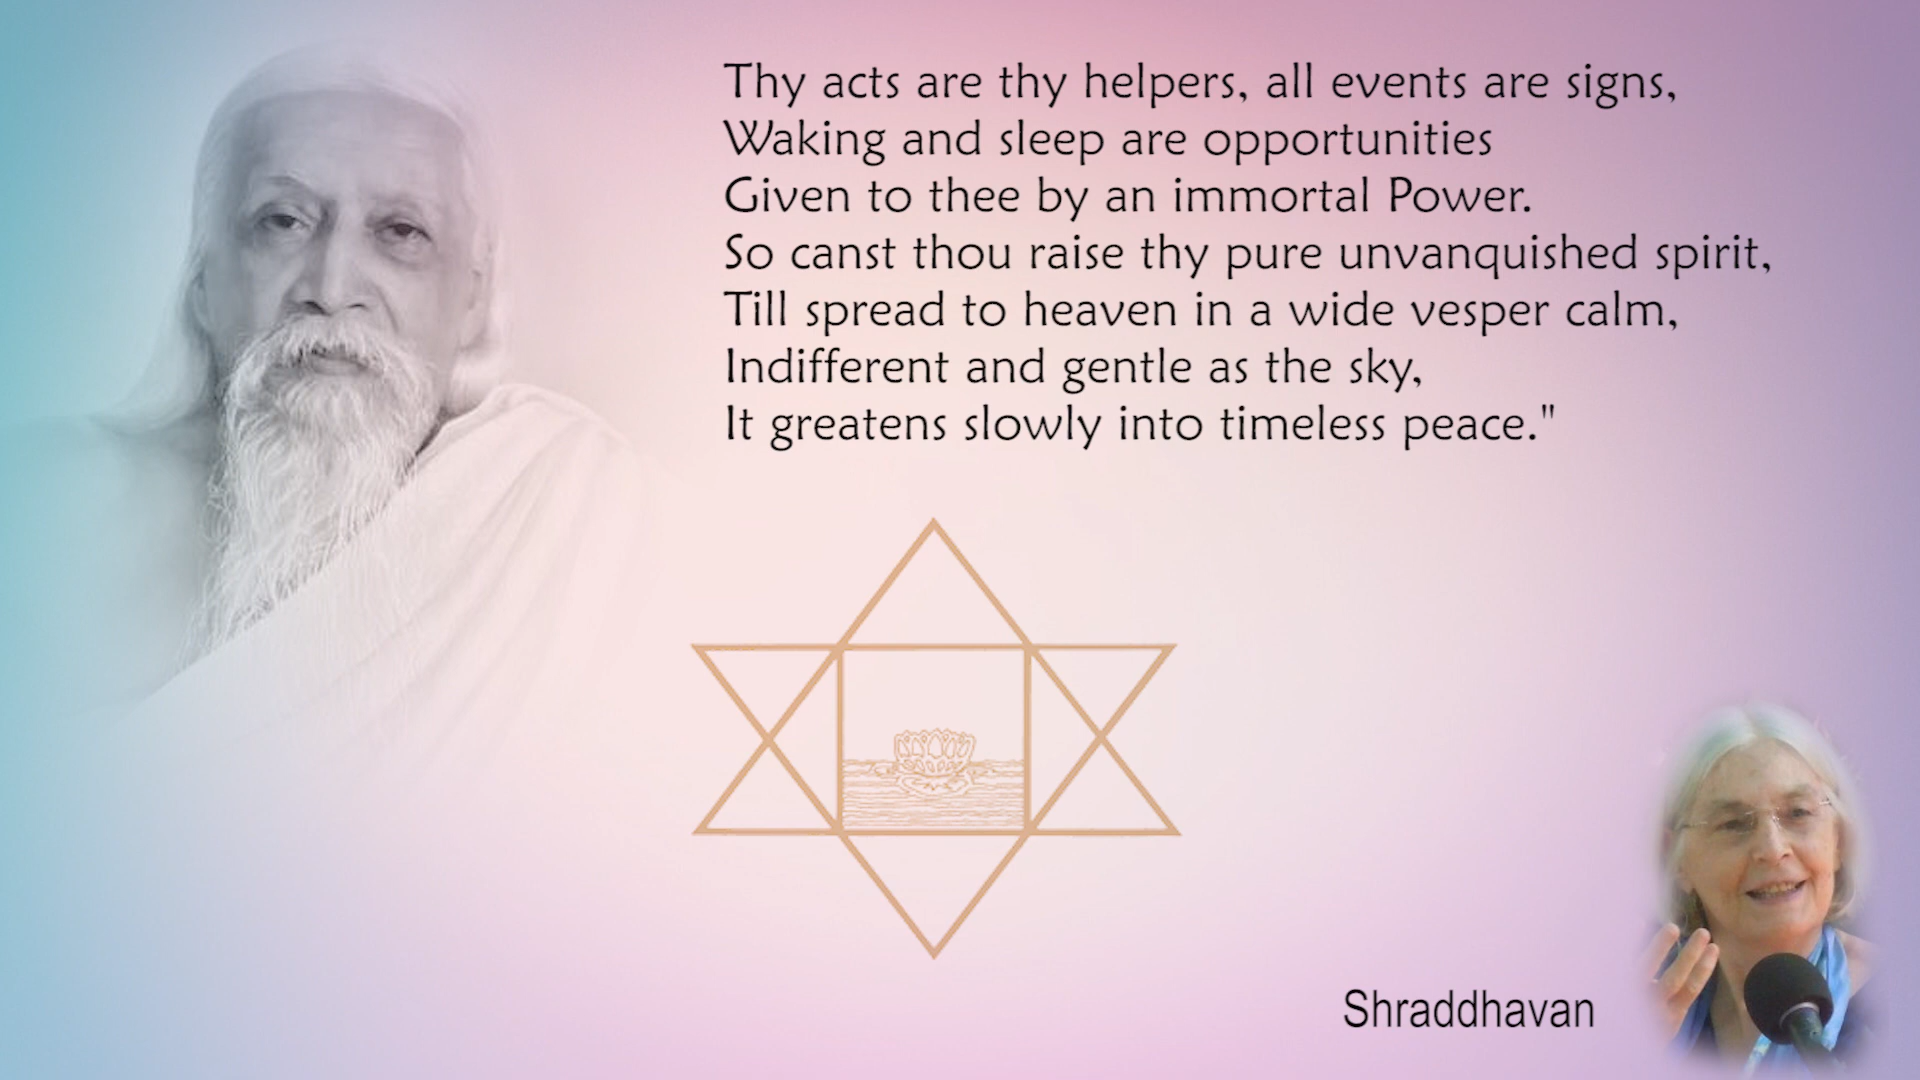 Thy acts are thy helpers, all events are signs,
Waking and sleep are opportunities
Given to thee by an immortal Power.
So canst thou raise thy pure unvanquished spirit,
Till spread to heaven in a wide vesper calm,
Indifferent and gentle as the sky,
It greatens slowly into timeless peace."
Shraddhavan